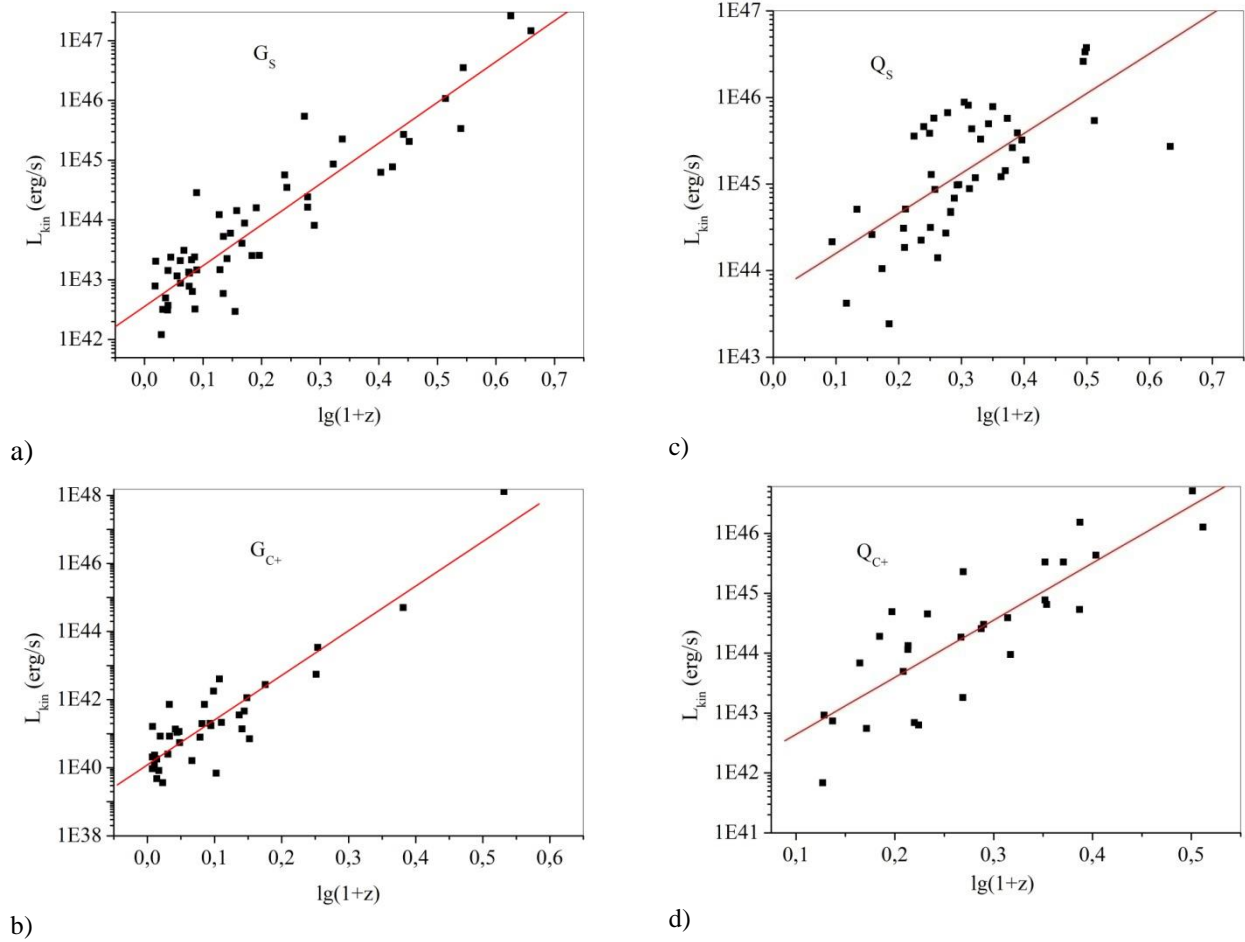 1E47
1E46
1E45
1E44
1E43
1E42
L_kin (erg/s)
G_S
0,0 0,1 0,2 0,3 0,4 0,5 0,6 0,7
lg(1+z)
a)
1E47
1E46
1E45
1E44
1E43
L_kin (erg/s)
Q_S
0,0 0,1 0,2 0,3 0,4 0,5 0,6 0,7
lg(1+z)
c)
1E48
1E46
1E44
1E42
1E40
1E38
L_kin (erg/s)
G_C+
0,0 0,1 0,2 0,3 0,4 0,5 0,6
lg(1+z)
b)
1E46
1E45
1E44
1E43
1E42
1E41
L_kin (erg/s)
Q_C+
0,1 0,2 0,3 0,4 0,5
lg(1+z)
d)